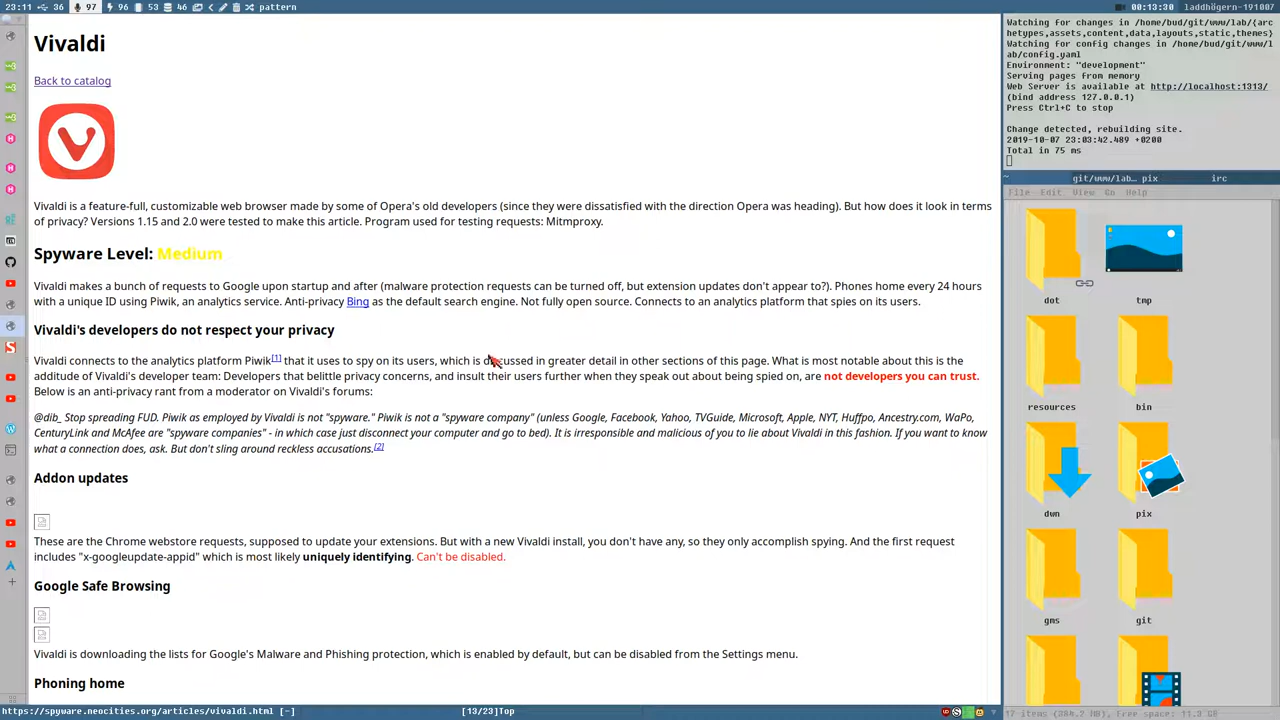 23:11 36 97 96 53 46 pattern
00:13:30 laddhögern-191007
Vivaldi
Back to catalog
Vivaldi is a feature-full, customizable web browser made by some of Opera's old developers (since they were dissatisfied with the direction Opera was heading). But how does it look in terms
of privacy? Versions 1.15 and 2.0 were tested to make this article. Program used for testing requests: Mitmproxy.
Spyware Level: Medium
Vivaldi makes a bunch of requests to Google upon startup and after (malware protection requests can be turned off, but extension updates don't appear to?). Phones home every 24 hours
with a unique ID using Piwik, an analytics service. Anti-privacy Bing as the default search engine. Not fully open source. Connects to an analytics platform that spies on its users.
Vivaldi's developers do not respect your privacy
Vivaldi connects to the analytics platform Piwik[1] that it uses to spy on its users, which is discussed in greater detail in other sections of this page. What is most notable about this is the
additude of Vivaldi's developer team: Developers that belittle privacy concerns, and insult their users further when they speak out about being spied on, are not developers you can trust.
Below is an anti-privacy rant from a moderator on Vivaldi's forums:
@dib_ Stop spreading FUD. Piwik as employed by Vivaldi is not "spyware." Piwik is not a "spyware company" (unless Google, Facebook, Yahoo, TVGuide, Microsoft, Apple, NYT, Huffpo, Ancestry.com, WaPo,
CenturyLink and McAfee are "spyware companies" - in which case just disconnect your computer and go to bed). It is irresponsible and malicious of you to lie about Vivaldi in this fashion. If you want to know
what a connection does, ask. But don't sling around reckless accusations.[2]
Addon updates
These are the Chrome webstore requests, supposed to update your extensions. But with a new Vivaldi install, you don't have any, so they only accomplish spying. And the first request
includes "x-googleupdate-appid" which is most likely uniquely identifying. Can't be disabled.
Google Safe Browsing
Vivaldi is downloading the lists for Google's Malware and Phishing protection, which is enabled by default, but can be disabled from the Settings menu.
Phoning home
https://spyware.neocities.org/articles/vivaldi.html [-] [13/23]Top
Watching for changes in /home/bud/git/www/lab/{arc
hetypes,assets,content,data,layouts,static,themes}
Watching for config changes in /home/bud/git/www/l
ab/config.yaml
Environment: "development"
Serving pages from memory
Web Server is available at http://localhost:1313/
(bind address 127.0.0.1)
Press Ctrl+C to stop
Change detected, rebuilding site.
2019-10-07 23:03:42.489 +0200
Total in 75 ms
~ git/www/lab… pix irc
File Edit View Go Help
dot tmp
resources bin
dwn pix
gms git
17 items (384.2 MB), Free space: 11.3 GB